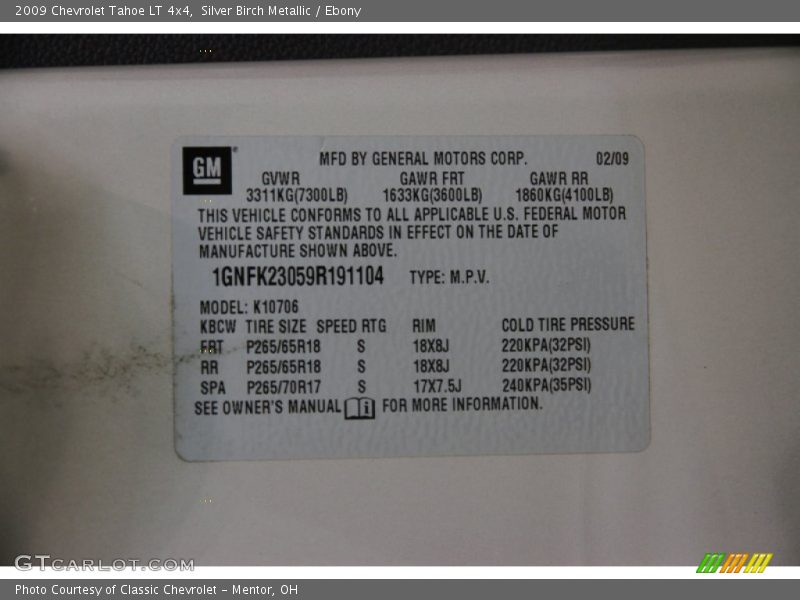 2009 Chevrolet Tahoe LT 4x4, Silver Birch Metallic / Ebony
GM
MFD BY GENERAL MOTORS CORP. 02/09
GVWR GAWR FRT GAWR RR
3311KG(7300LB) 1633KG(3600LB) 1860KG(4100LB)
THIS VEHICLE CONFORMS TO ALL APPLICABLE U.S. FEDERAL MOTOR
VEHICLE SAFETY STANDARDS IN EFFECT ON THE DATE OF
MANUFACTURE SHOWN ABOVE.
1GNFK23059R191104 TYPE: M.P.V.
MODEL: K10706
KBCW TIRE SIZE SPEED RTG RIM COLD TIRE PRESSURE
FRT P265/65R18 S 18X8J 220KPA(32PSI)
RR P265/65R18 S 18X8J 220KPA(32PSI)
SPA P265/70R17 S 17X7.5J 240KPA(35PSI)
SEE OWNER'S MANUAL i FOR MORE INFORMATION.
GTCARLOT.COM
Photo Courtesy of Classic Chevrolet - Mentor, OH